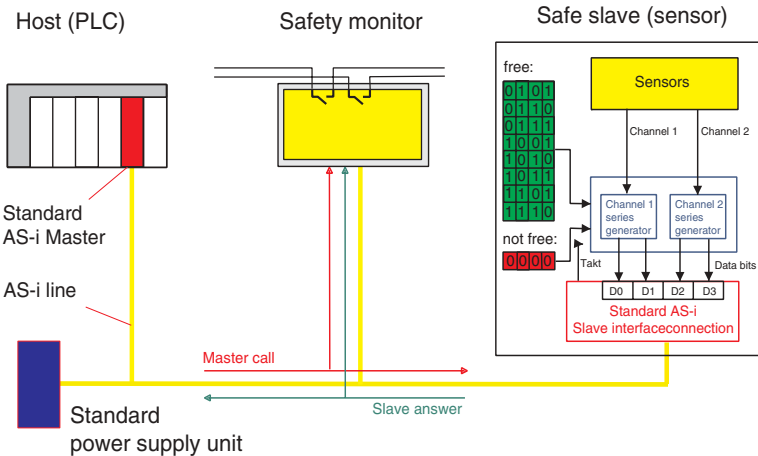 Host (PLC)
Safety monitor
Safe slave (sensor)
free:
0101
0110
0111
1001
1010
1011
1101
1110
not free:
0000
Sensors
Channel 1
Channel 2
Channel 1
series
generator
Channel 2
series
generator
Takt
Data bits
D0 D1 D2 D3
Standard AS-i
Slave interfaceconnection
Standard
AS-i Master
AS-i line
Master call
Slave answer
Standard
power supply unit